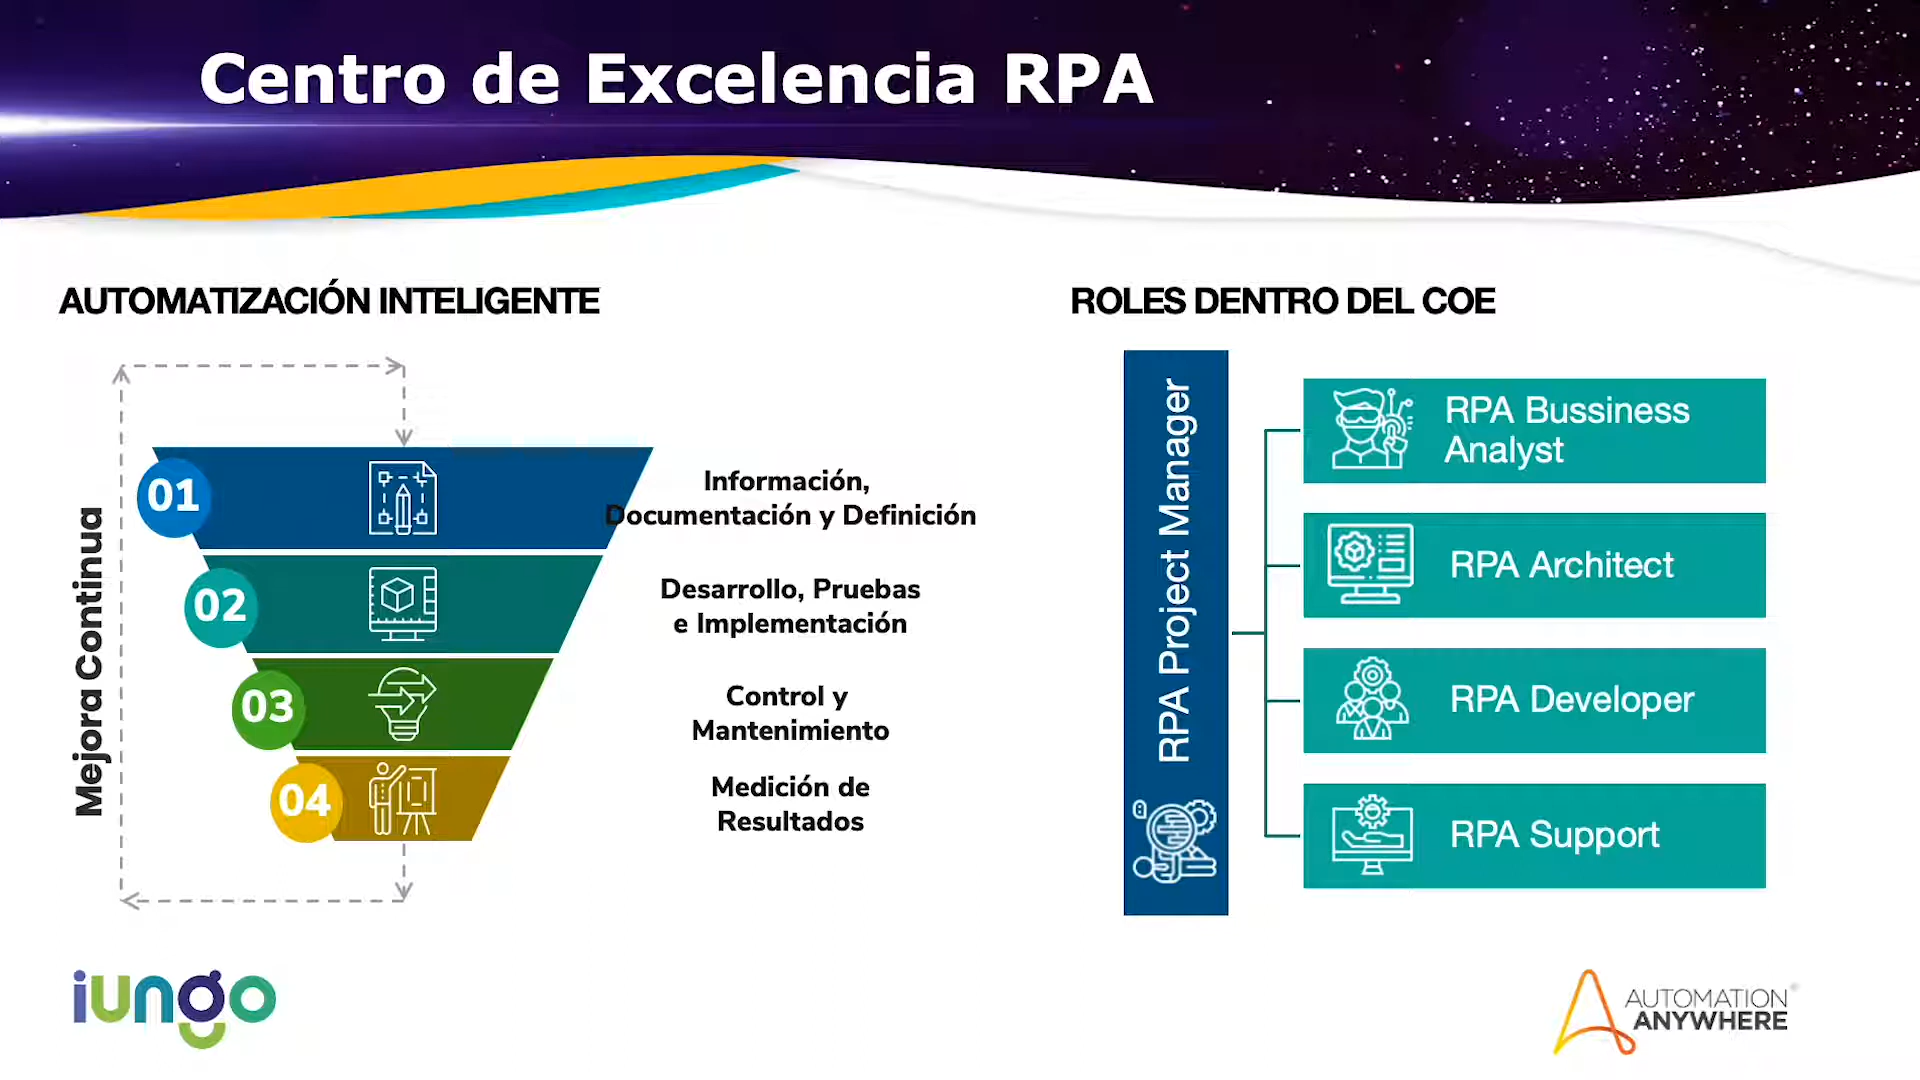 Centro de Excelencia RPA
AUTOMATIZACIÓN INTELIGENTE
Mejora Continua
01
Información,
Documentación y Definición
02
Desarrollo, Pruebas
e Implementación
03
Control y
Mantenimiento
04
Medición de
Resultados
ROLES DENTRO DEL COE
RPA Project Manager
RPA Bussiness
Analyst
RPA Architect
RPA Developer
RPA Support
iungo
AUTOMATION
ANYWHERE